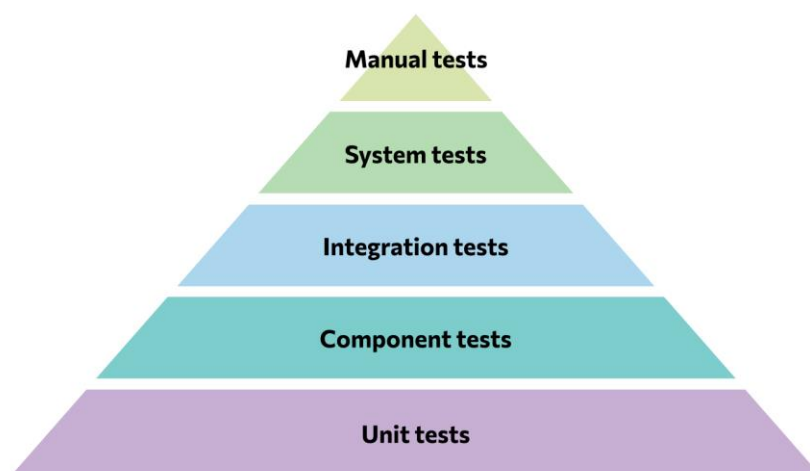 Manual tests
System tests
Integration tests
Component tests
Unit tests